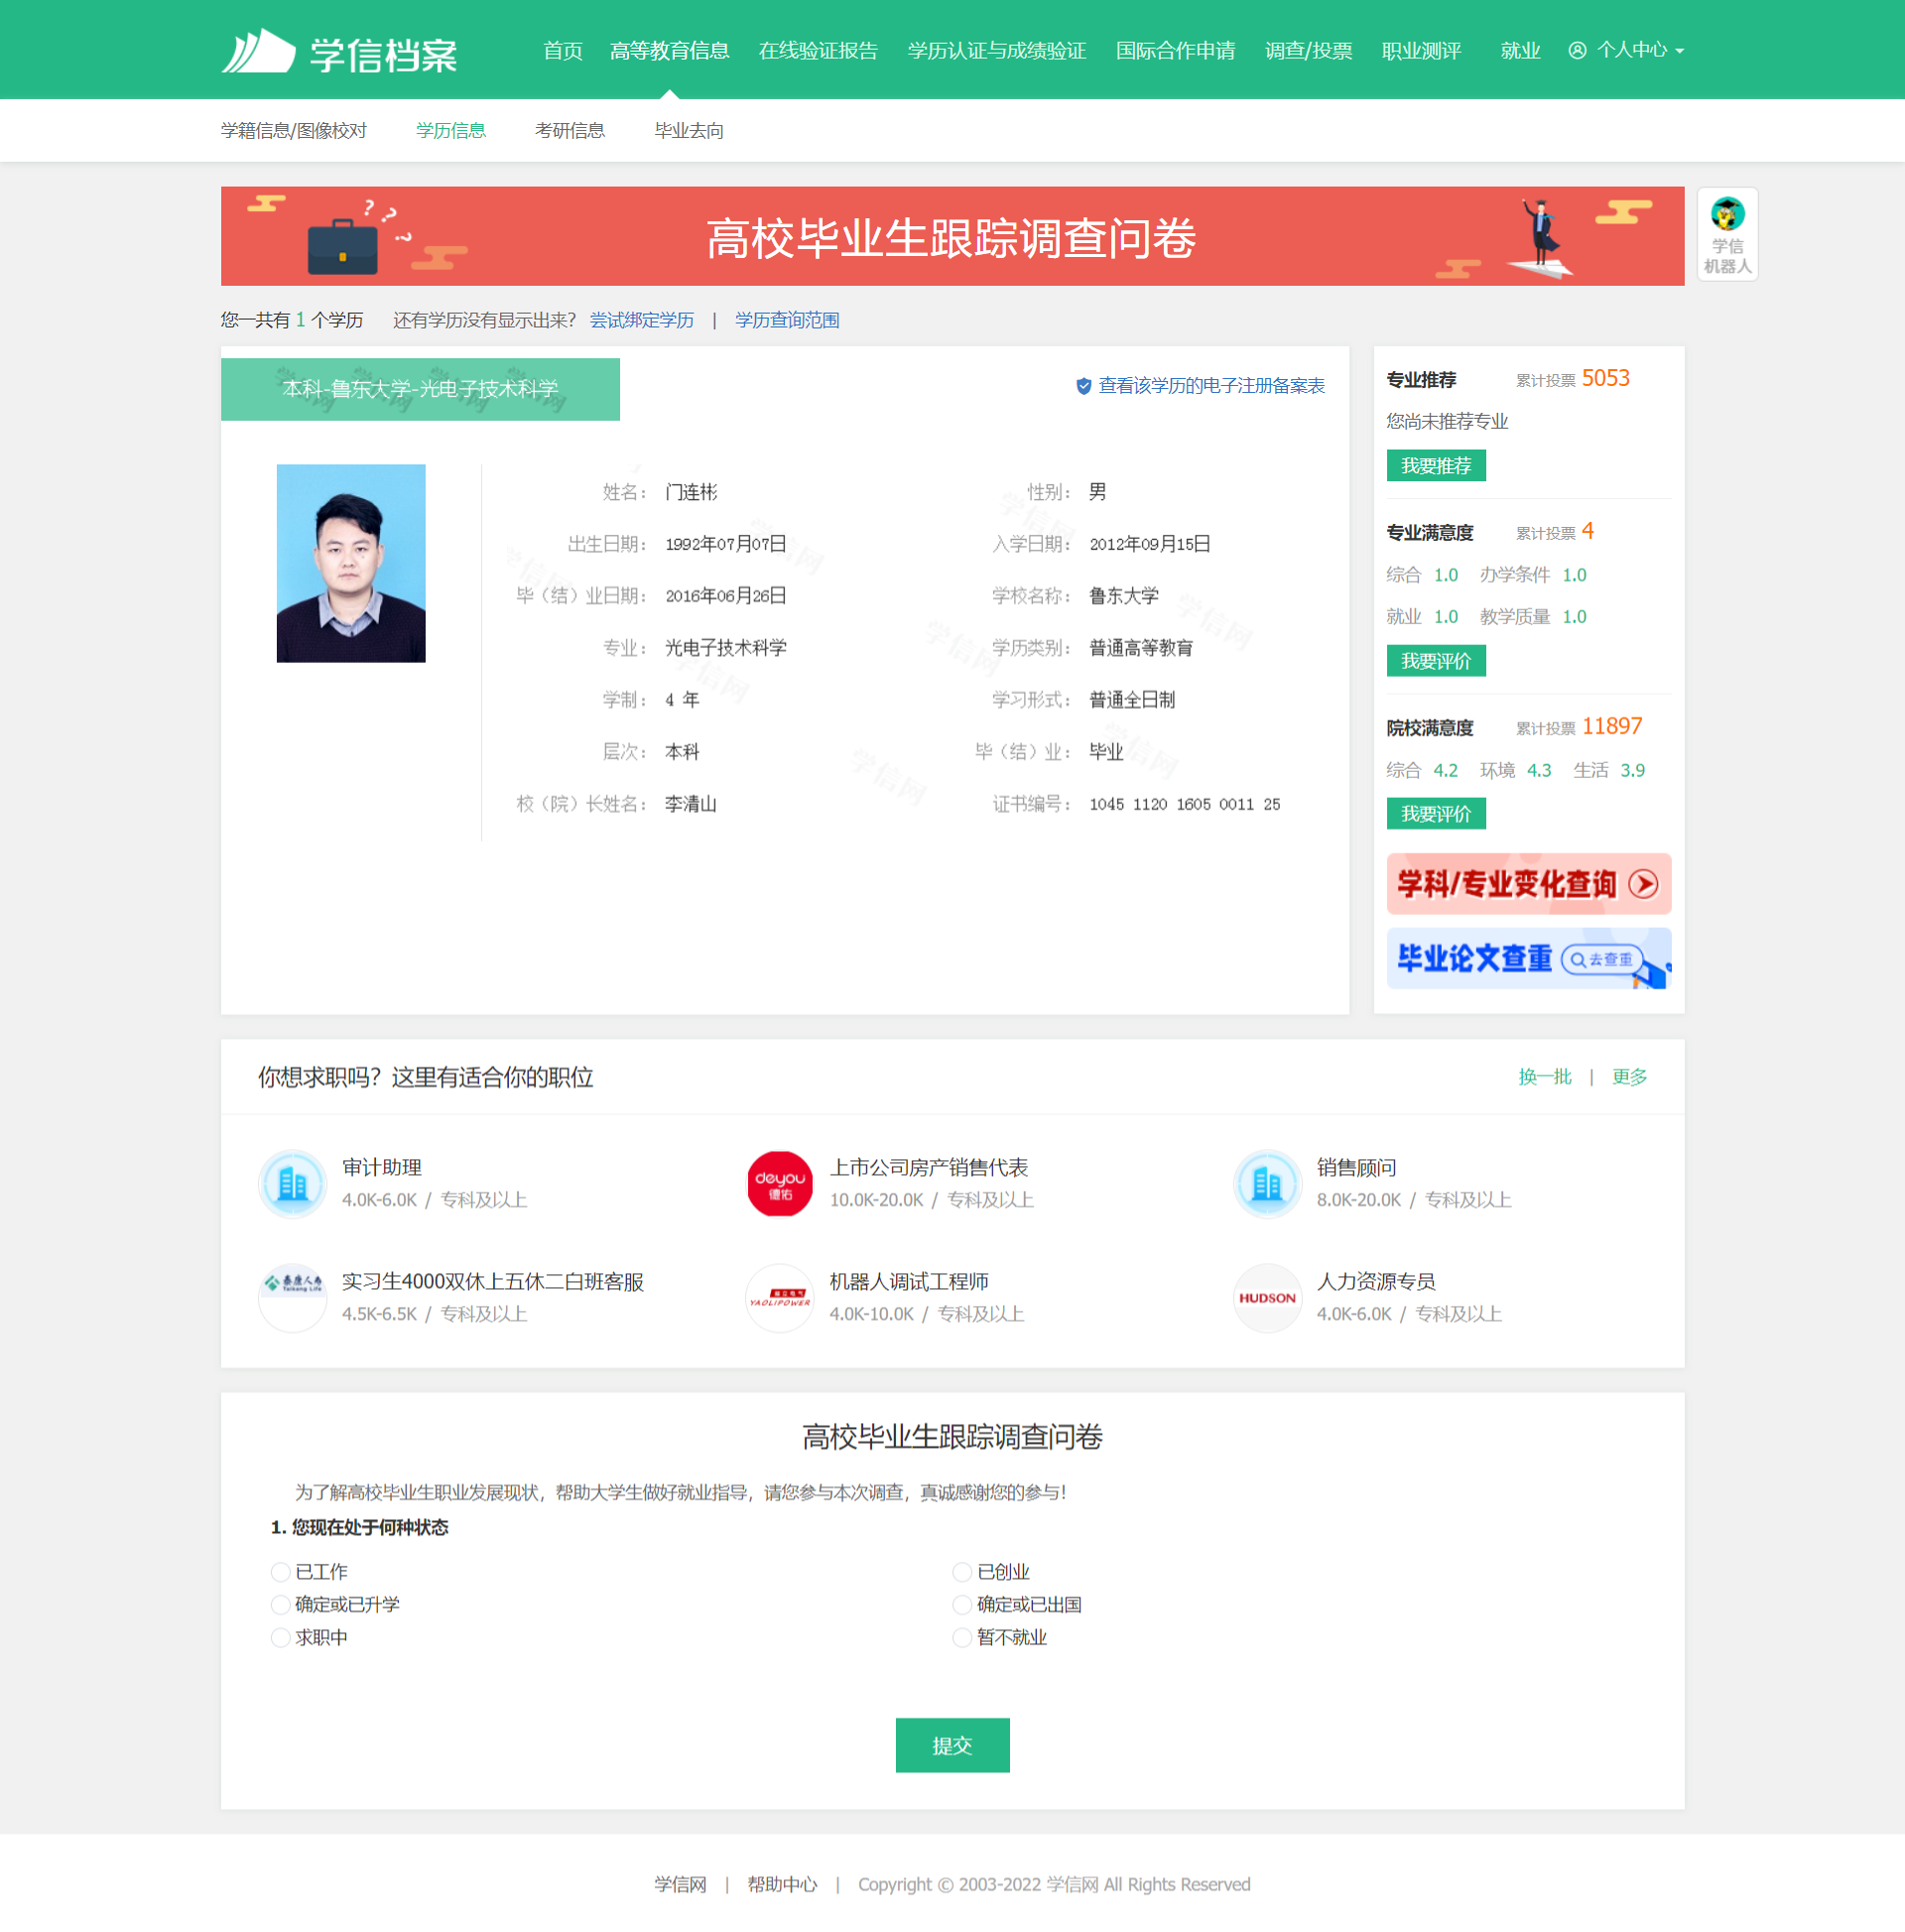 学信档案 首页 高等教育信息 在线验证报告 学历认证与成绩验证 国际合作申请 调查/投票 职业测评 就业 个人中心
学籍信息/图像校对 学历信息 考研信息 毕业去向
高校毕业生跟踪调查问卷
学信
机器人
您一共有 1 个学历 还有学历没有显示出来? 尝试绑定学历 | 学历查询范围
本科-鲁东大学-光电子技术科学
查看该学历的电子注册备案表
姓名： 门连彬 性别： 男
出生日期： 1992年07月07日 入学日期： 2012年09月15日
毕（结）业日期： 2016年06月26日 学校名称： 鲁东大学
专业： 光电子技术科学 学历类别： 普通高等教育
学制： 4 年 学习形式： 普通全日制
层次： 本科 毕（结）业： 毕业
校（院）长姓名： 李清山 证书编号： 1045 1120 1605 0011 25
学信网
专业推荐 累计投票 5053
您尚未推荐专业
我要推荐
专业满意度 累计投票 4
综合 1.0 办学条件 1.0
就业 1.0 教学质量 1.0
我要评价
院校满意度 累计投票 11897
综合 4.2 环境 4.3 生活 3.9
我要评价
学科/专业变化查询
毕业论文查重 去查重
你想求职吗？这里有适合你的职位 换一批 | 更多
审计助理
4.0K-6.0K / 专科及以上
deyou
德佑
上市公司房产销售代表
10.0K-20.0K / 专科及以上
销售顾问
8.0K-20.0K / 专科及以上
泰康人寿
Taikang Life
实习生4000双休上五休二白班客服
4.5K-6.5K / 专科及以上
YAOLIPOWER
机器人调试工程师
4.0K-10.0K / 专科及以上
HUDSON
人力资源专员
4.0K-6.0K / 专科及以上
高校毕业生跟踪调查问卷
为了解高校毕业生职业发展现状，帮助大学生做好就业指导，请您参与本次调查，真诚感谢您的参与！
1. 您现在处于何种状态
已工作 已创业
确定或已升学 确定或已出国
求职中 暂不就业
提交
学信网 | 帮助中心 | Copyright © 2003-2022 学信网 All Rights Reserved